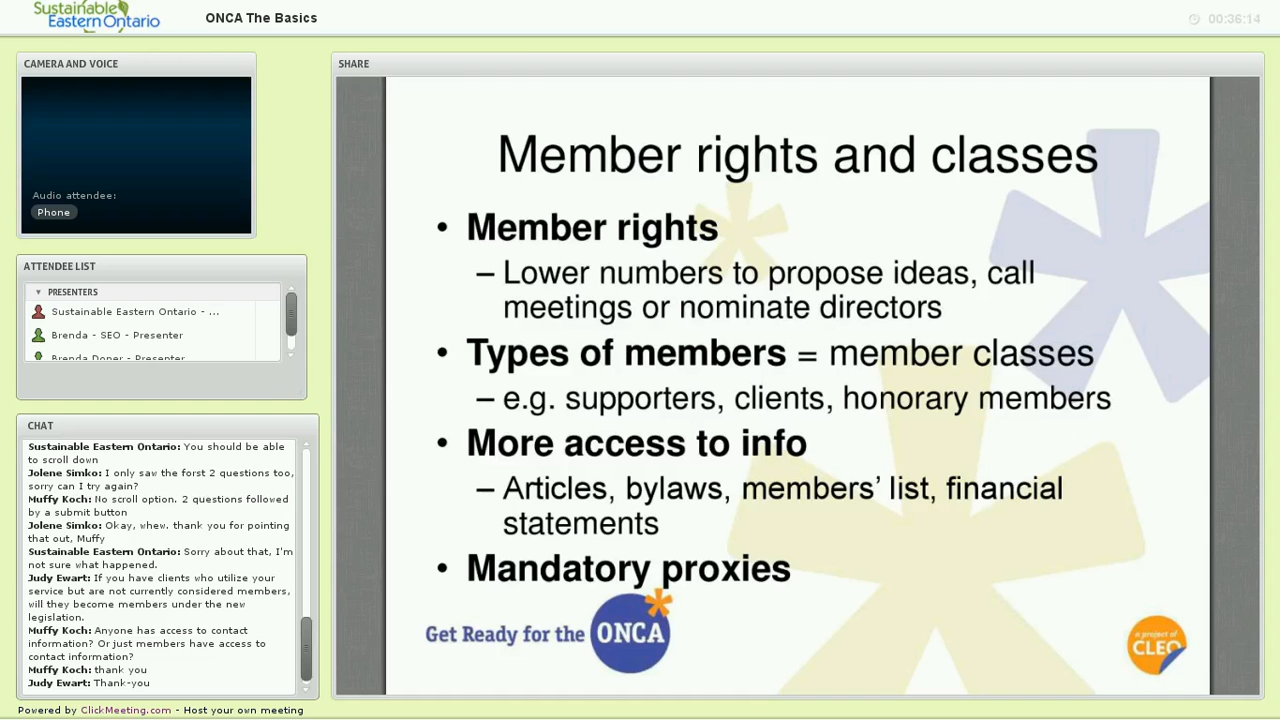 Sustainable
Eastern Ontario
ONCA The Basics
00:36:14
CAMERA AND VOICE
Audio attendee:
Phone
ATTENDEE LIST
PRESENTERS
Sustainable Eastern Ontario - ...
Brenda - SEO - Presenter
Brenda Doner - Presenter
CHAT
Sustainable Eastern Ontario: You should be able
to scroll down
Jolene Simko: I only saw the forst 2 questions too,
sorry can I try again?
Muffy Koch: No scroll option. 2 questions followed
by a submit button
Jolene Simko: Okay, whew. thank you for pointing
that out, Muffy
Sustainable Eastern Ontario: Sorry about that, I'm
not sure what happened.
Judy Ewart: If you have clients who utilize your
service but are not currently considered members,
will they become members under the new
legislation.
Muffy Koch: Anyone has access to contact
information? Or just members have access to
contact information?
Muffy Koch: thank you
Judy Ewart: Thank-you
SHARE
Member rights and classes
• Member rights
– Lower numbers to propose ideas, call
meetings or nominate directors
• Types of members = member classes
– e.g. supporters, clients, honorary members
• More access to info
– Articles, bylaws, members’ list, financial
statements
• Mandatory proxies
Get Ready for the ONCA
a project of
CLEO
Powered by ClickMeeting.com - Host your own meeting